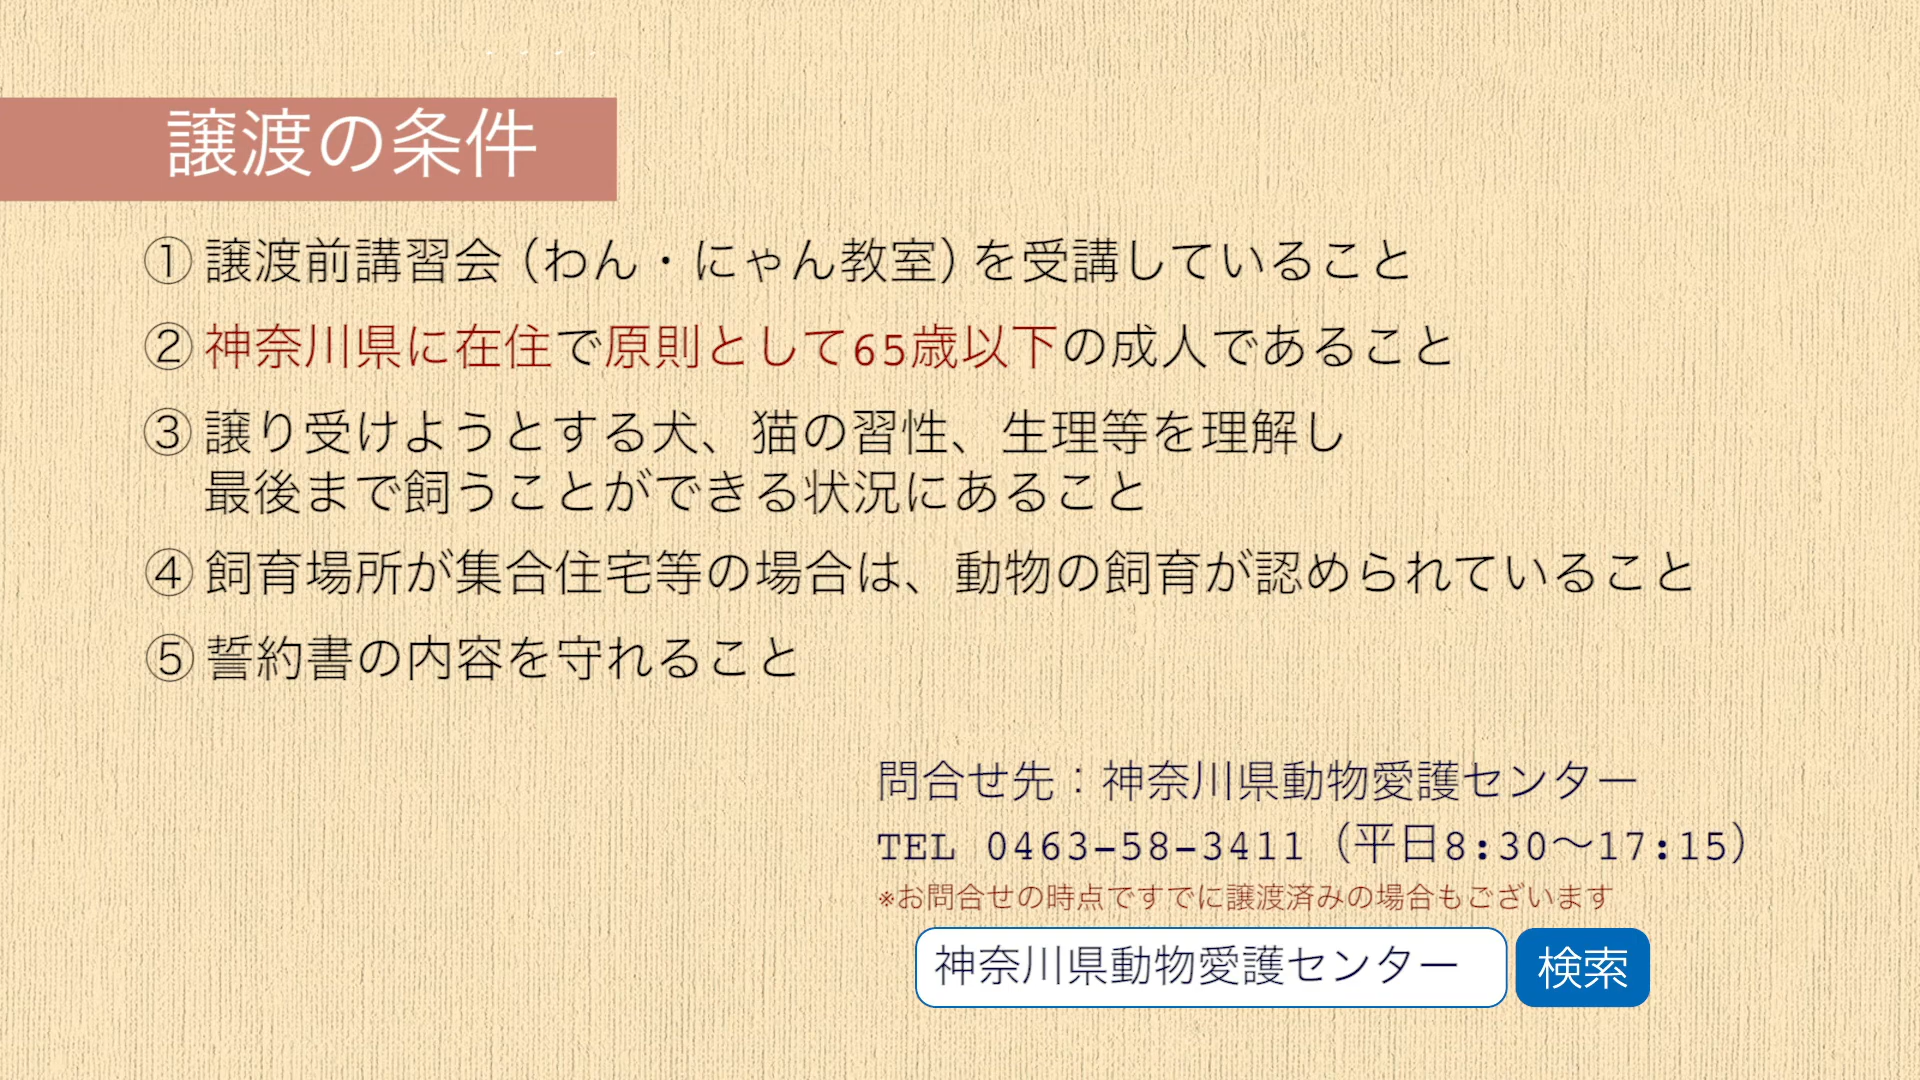 譲渡の条件
① 譲渡前講習会（わん・にゃん教室）を受講していること
② 神奈川県に在住で原則として65歳以下の成人であること
③ 譲り受けようとする犬、猫の習性、生理等を理解し
最後まで飼うことができる状況にあること
④ 飼育場所が集合住宅等の場合は、動物の飼育が認められていること
⑤ 誓約書の内容を守れること
問合せ先：神奈川県動物愛護センター
TEL 0463-58-3411（平日8:30～17:15）
※お問合せの時点ですでに譲渡済みの場合もございます
神奈川県動物愛護センター 検索